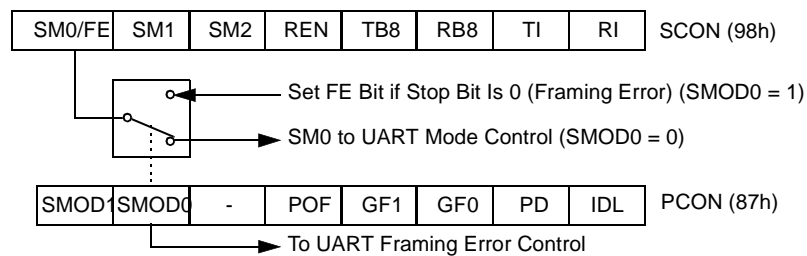 SM0/FE SM1 SM2 REN TB8 RB8 TI RI SCON (98h)
Set FE Bit if Stop Bit Is 0 (Framing Error) (SMOD0 = 1)
SM0 to UART Mode Control (SMOD0 = 0)
SMOD1 SMOD0 - POF GF1 GF0 PD IDL PCON (87h)
To UART Framing Error Control